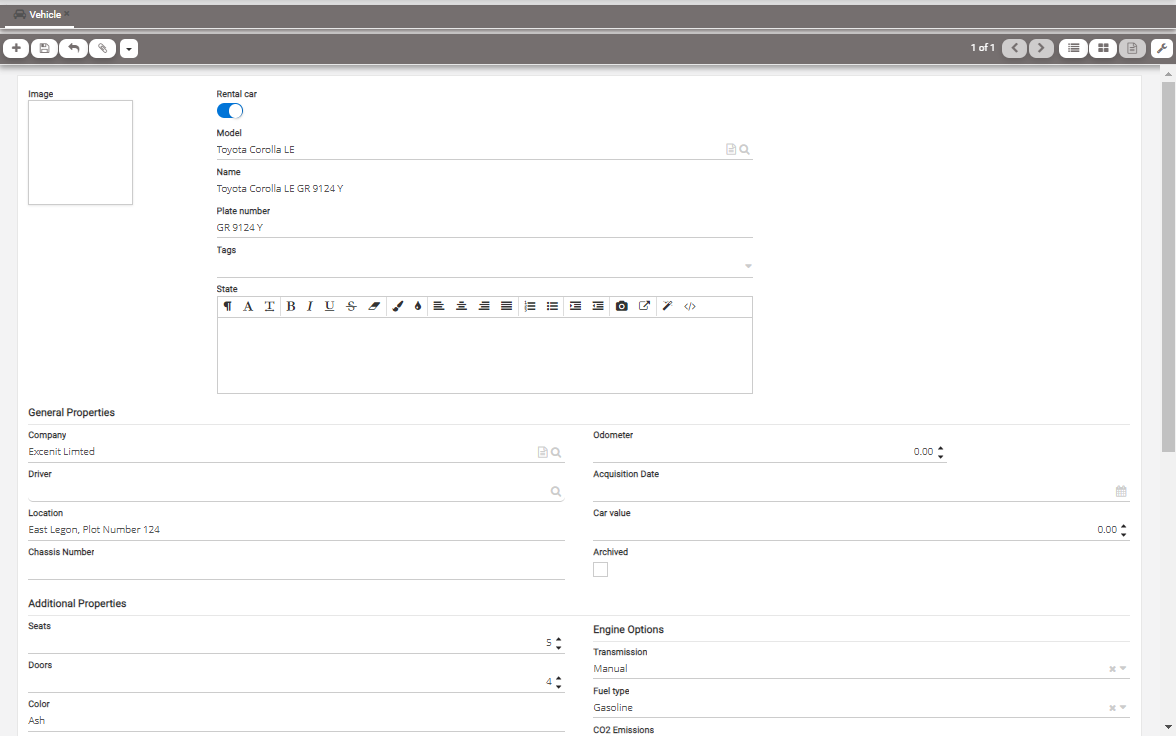 Vehicle
1 of 1
Image
Rental car
Model
Toyota Corolla LE
Name
Toyota Corolla LE GR 9124 Y
Plate number
GR 9124 Y
Tags
State
General Properties
Company
Excenit Limted
Odometer
0.00
Driver
Acquisition Date
Location
East Legon, Plot Number 124
Car value
0.00
Chassis Number
Archived
Additional Properties
Seats
5
Doors
4
Color
Ash
Engine Options
Transmission
Manual
Fuel type
Gasoline
CO2 Emissions